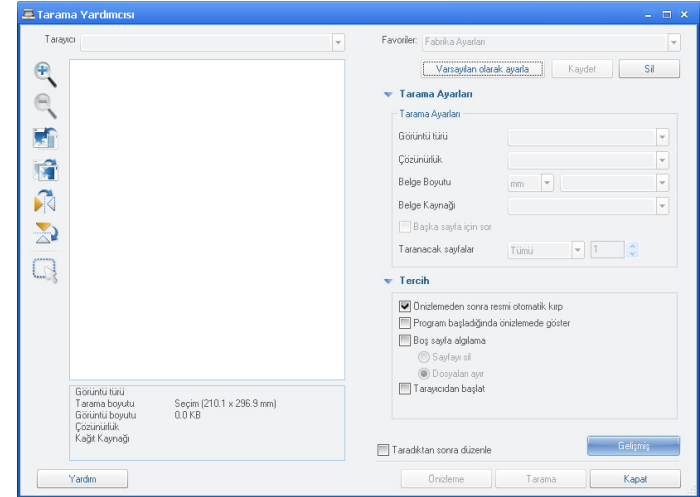 Tarama Yardımcısı
Tarayıcı
Favoriler: Fabrika Ayarları
Varsayılan olarak ayarla Kaydet Sil
Tarama Ayarları
Tarama Ayarları
Görüntü türü
Çözünürlük
Belge Boyutu mm
Belge Kaynağı
Başka sayfa için sor
Taranacak sayfalar Tümü 1
Tercih
Önizlemeden sonra resmi otomatik kırp
Program başladığında önizlemede göster
Boş sayfa algılama
Sayfayı sil
Dosyaları ayır
Tarayıcıdan başlat
Görüntü türü
Tarama boyutu Seçim (210.1 x 296.9 mm)
Görüntü boyutu 0.0 KB
Çözünürlük
Kağıt Kaynağı
Taradıktan sonra düzenle Gelişmiş
Yardım Önizleme Tarama Kapat